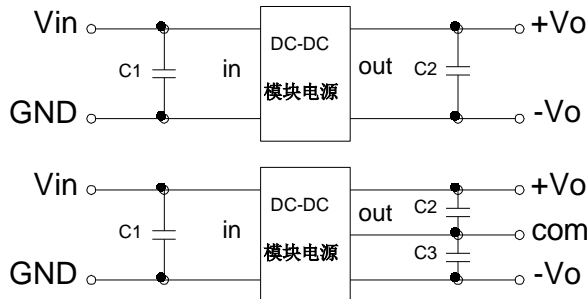 Vin
+Vo
DC-DC
C1
in
out
C2
模块电源
GND
-Vo
Vin
+Vo
DC-DC
out
C2
C1
in
com
模块电源
C3
GND
-Vo